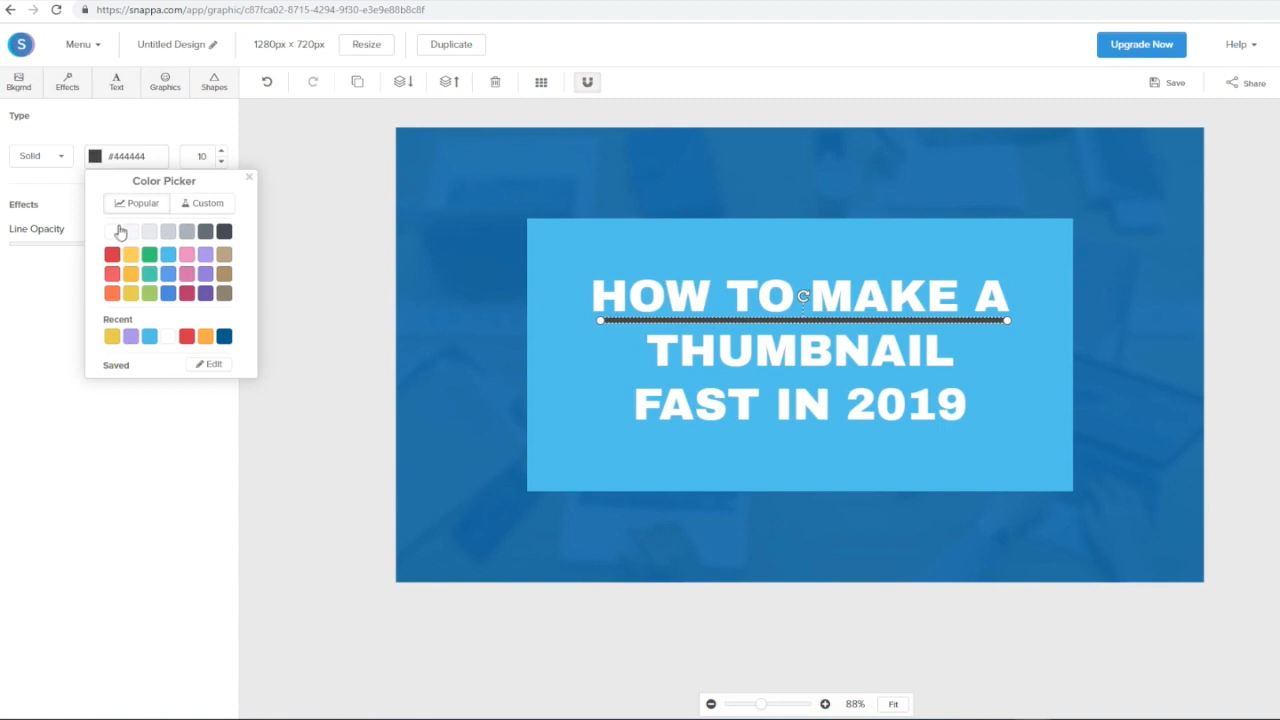 https://snappa.com/app/graphic/c87fca02-8715-4294-9f30-e3e9e88b8c8f
S Menu Untitled Design 1280px × 720px Resize Duplicate Upgrade Now Help
Bkgrnd Effects Text Graphics Shapes Save Share
Type
Solid #444444 10
Color Picker
Popular Custom
Effects
Line Opacity
Recent
Saved Edit
HOW TO MAKE A
THUMBNAIL
FAST IN 2019
88% Fit